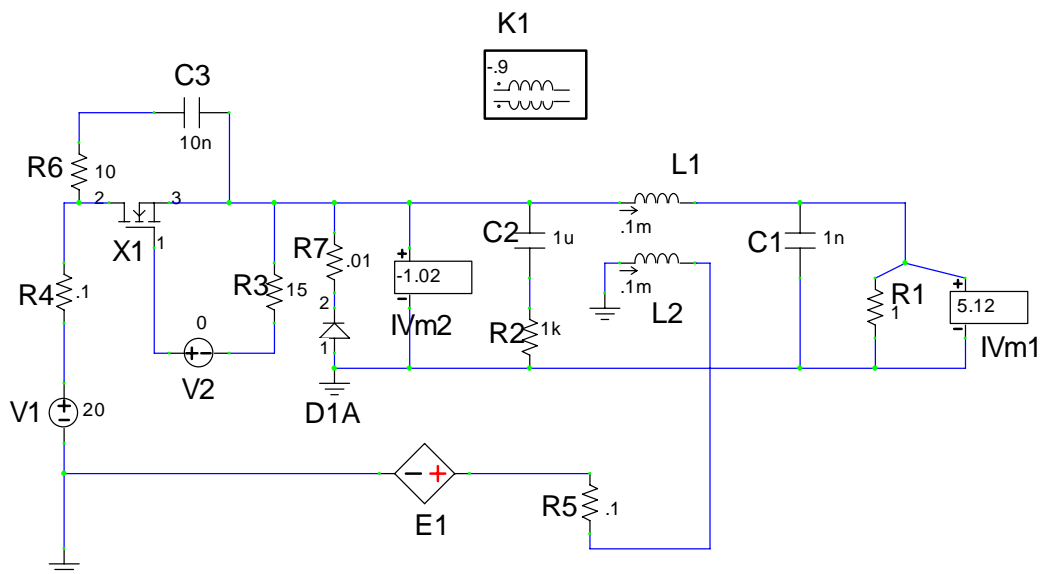 K1
-.9
C3
10n
R6
10
2
3
1
X1
L1
.1m
.1m
L2
C2
1u
C1
1n
R7
.01
2
1
D1A
+
-1.02
-
IVm2
R4
.1
R3
15
0
V2
R2
1k
R1
1
+
5.12
-
IVm1
V1
20
E1
R5
.1